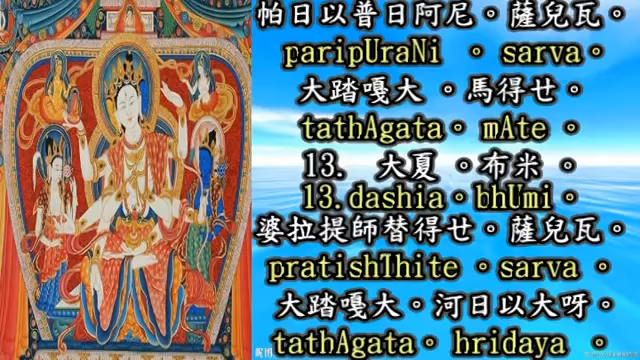 帕日以普日阿尼。薩兒瓦。
paripUraNi 。sarva。
大踏嘎大 。馬得せ。
tathAgata。mAte 。
13. 大夏 。布米 。
13.dashia。bhUmi。
婆拉提師替得せ。薩兒瓦。
pratishThite 。sarva 。
大踏嘎大。河日以大呀。
tathAgata。hridaya 。
昵图